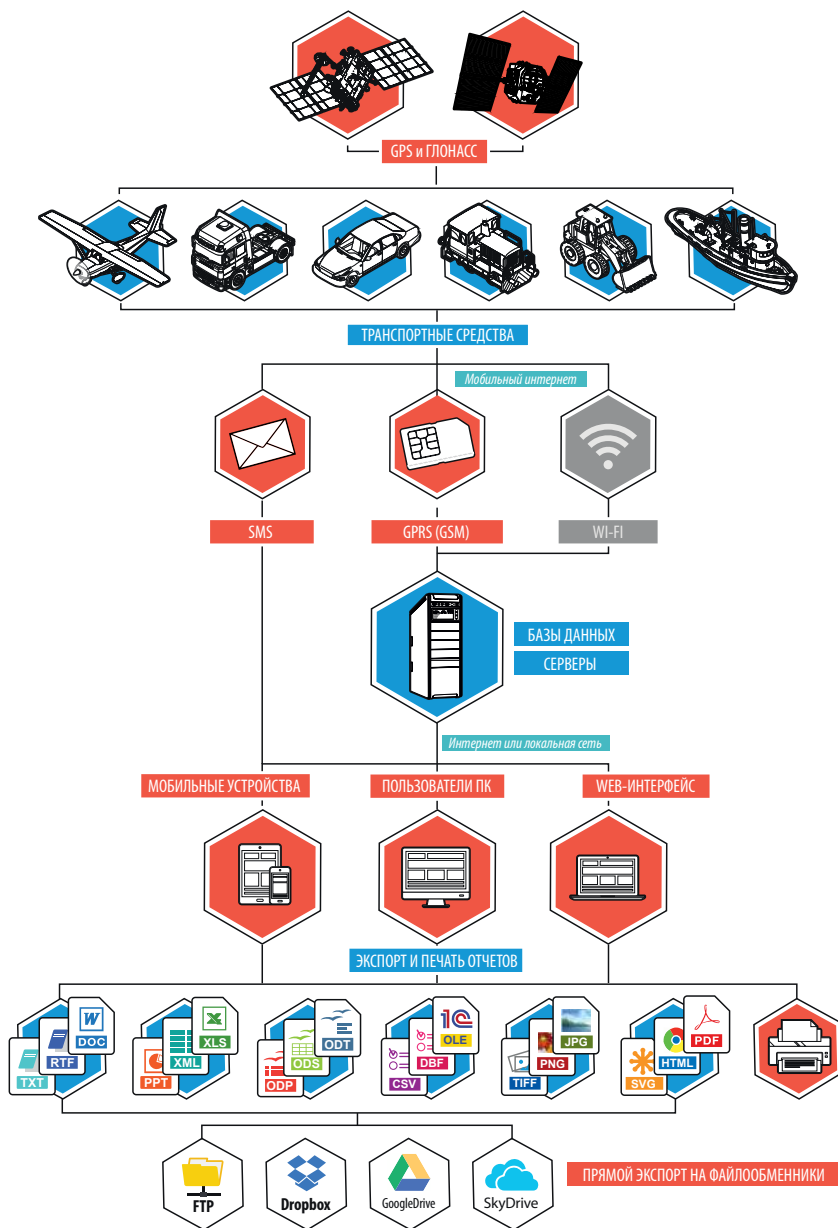 GPS и ГЛОНАСС
ТРАНСПОРТНЫЕ СРЕДСТВА
Мобильный интернет
SMS
GPRS (GSM)
WI-FI
БАЗЫ ДАННЫХ
СЕРВЕРЫ
Интернет или локальная сеть
МОБИЛЬНЫЕ УСТРОЙСТВА
ПОЛЬЗОВАТЕЛИ ПК
WEB-ИНТЕРФЕЙС
ЭКСПОРТ И ПЕЧАТЬ ОТЧЕТОВ
W
DOC
RTF
TXT
X
XLS
XML
P
PPT
ODT
ODS
ODP
1С
OLE
DBF
CSV
JPG
PNG
TIFF
PDF
HTML
SVG
FTP
Dropbox
GoogleDrive
SkyDrive
ПРЯМОЙ ЭКСПОРТ НА ФАЙЛООБМЕННИКИ